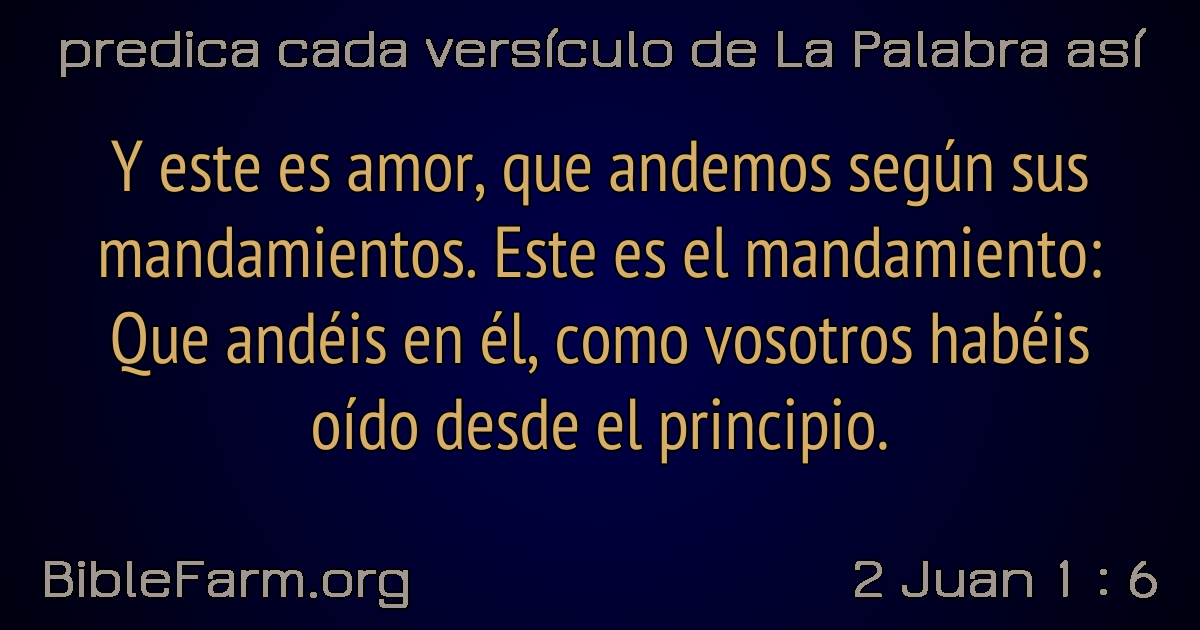 predica cada versículo de La Palabra así
Y este es amor, que andemos según sus
mandamientos. Este es el mandamiento:
Que andéis en él, como vosotros habéis
oído desde el principio.
BibleFarm.org
2 Juan 1 : 6